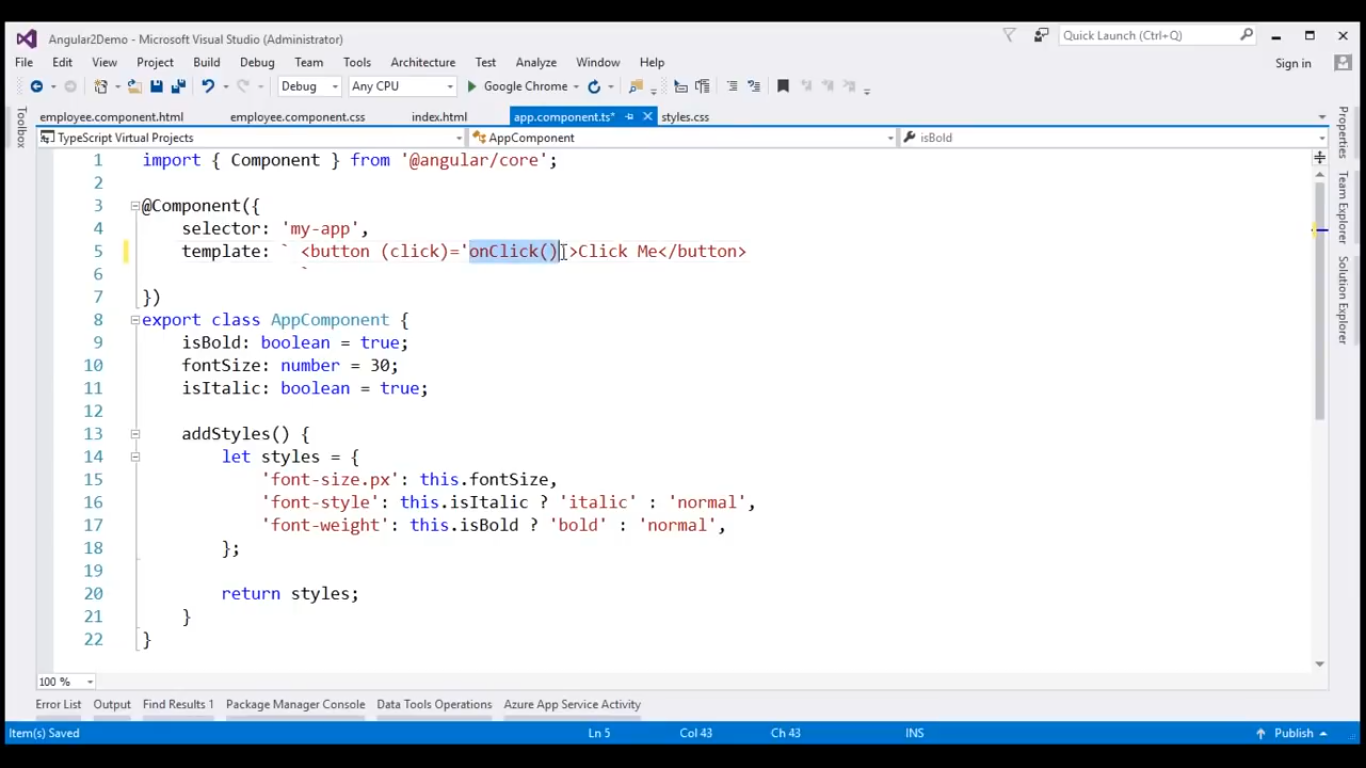 Angular2Demo - Microsoft Visual Studio (Administrator)
Quick Launch (Ctrl+Q)
File Edit View Project Build Debug Team Tools Architecture Test Analyze Window Help
Sign in
Debug Any CPU Google Chrome
employee.component.html employee.component.css index.html app.component.ts* styles.css
TypeScript Virtual Projects AppComponent isBold
Toolbox
Properties
Team Explorer
Solution Explorer
1 import { Component } from '@angular/core';
2
3 @Component({
4 selector: 'my-app',
5 template: ` <button (click)='onClick()'>Click Me</button>
6 `
7 })
8 export class AppComponent {
9 isBold: boolean = true;
10 fontSize: number = 30;
11 isItalic: boolean = true;
12
13 addStyles() {
14 let styles = {
15 'font-size.px': this.fontSize,
16 'font-style': this.isItalic ? 'italic' : 'normal',
17 'font-weight': this.isBold ? 'bold' : 'normal',
18 };
19
20 return styles;
21 }
22 }
100 %
Error List Output Find Results 1 Package Manager Console Data Tools Operations Azure App Service Activity
Item(s) Saved Ln 5 Col 43 Ch 43 INS Publish